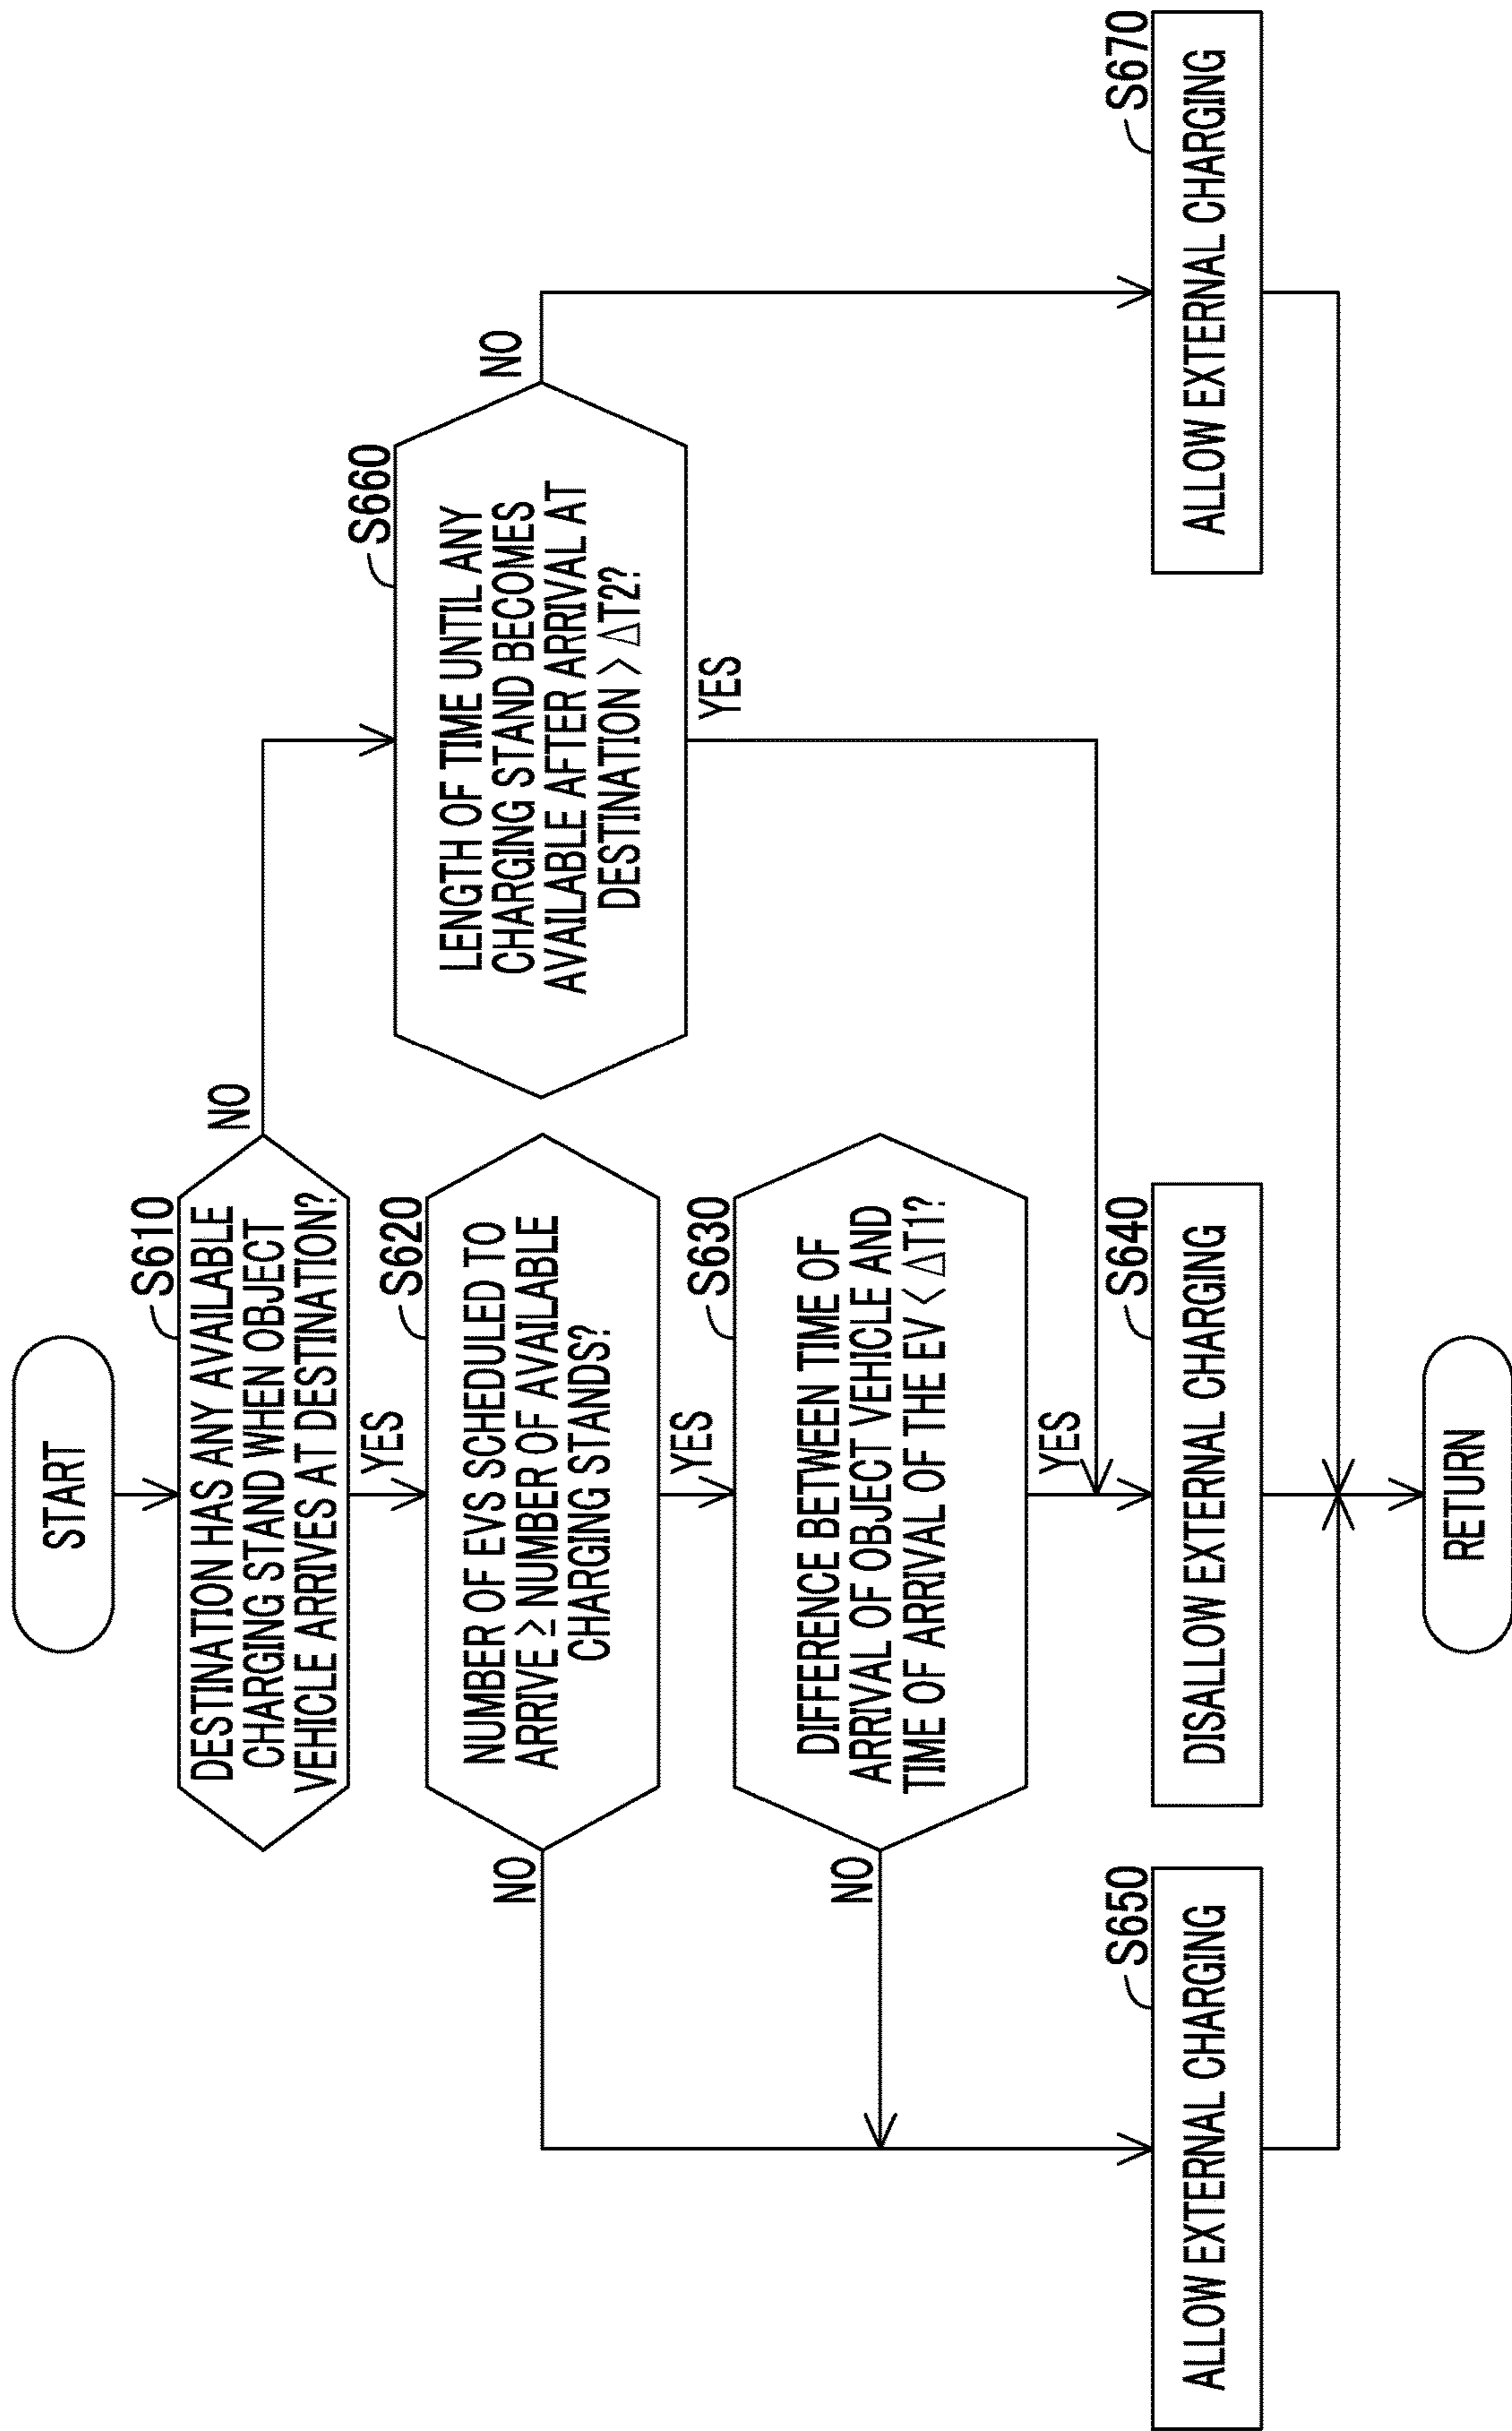 START
S610
DESTINATION HAS ANY AVAILABLE
CHARGING STAND WHEN OBJECT
VEHICLE ARRIVES AT DESTINATION?
NO
YES
S620
NUMBER OF EVS SCHEDULED TO
ARRIVE ≥ NUMBER OF AVAILABLE
CHARGING STANDS?
NO
YES
S660
LENGTH OF TIME UNTIL ANY
CHARGING STAND BECOMES
AVAILABLE AFTER ARRIVAL AT
DESTINATION > △T2?
NO
YES
S630
DIFFERENCE BETWEEN TIME OF
ARRIVAL OF OBJECT VEHICLE AND
TIME OF ARRIVAL OF THE EV < △T1?
NO
YES
S650
ALLOW EXTERNAL CHARGING
S640
DISALLOW EXTERNAL CHARGING
S670
ALLOW EXTERNAL CHARGING
RETURN